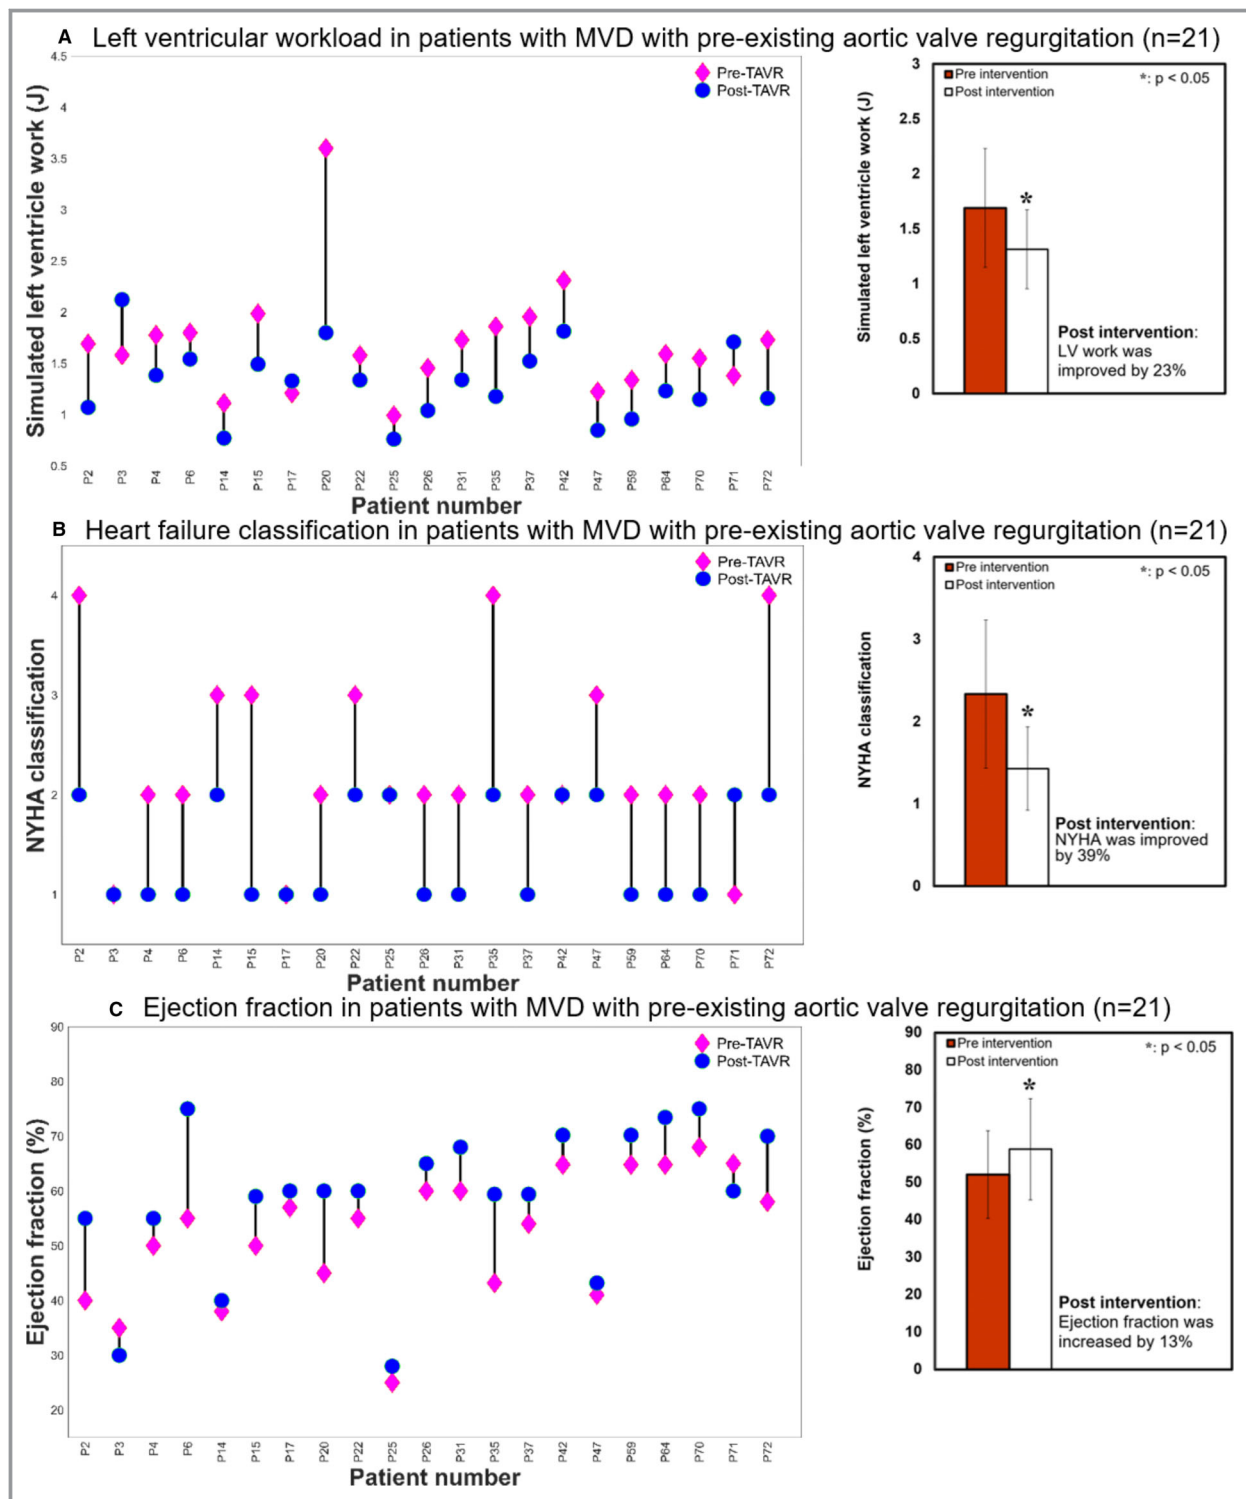 A Left ventricular workload in patients with MVD with pre-existing aortic valve regurgitation (n=21)
Simulated left ventricle work (J)
4.5
4
3.5
3
2.5
2
1.5
1
0.5
Pre-TAVR
Post-TAVR
P2 P3 P4 P6 P14 P15 P17 P20 P22 P25 P26 P31 P35 P37 P42 P47 P59 P64 P70 P71 P72
Patient number
Simulated left ventricle work (J)
3
2.5
2
1.5
1
0.5
0
Pre intervention
Post intervention
*: p < 0.05
*
Post intervention:
LV work was
improved by 23%
B Heart failure classification in patients with MVD with pre-existing aortic valve regurgitation (n=21)
NYHA classification
4
3
2
1
Pre-TAVR
Post-TAVR
P2 P3 P4 P6 P14 P15 P17 P20 P22 P25 P26 P31 P35 P37 P42 P47 P59 P64 P70 P71 P72
Patient number
NYHA classification
4
3
2
1
0
Pre intervention
Post intervention
*: p < 0.05
*
Post intervention:
NYHA was improved
by 39%
C Ejection fraction in patients with MVD with pre-existing aortic valve regurgitation (n=21)
Ejection fraction (%)
90
80
70
60
50
40
30
20
Pre-TAVR
Post-TAVR
P2 P3 P4 P6 P14 P15 P17 P20 P22 P25 P26 P31 P35 P37 P42 P47 P59 P64 P70 P71 P72
Patient number
Ejection fraction (%)
90
80
70
60
50
40
30
20
10
0
Pre intervention
Post intervention
*: p < 0.05
*
Post intervention:
Ejection fraction was
increased by 13%